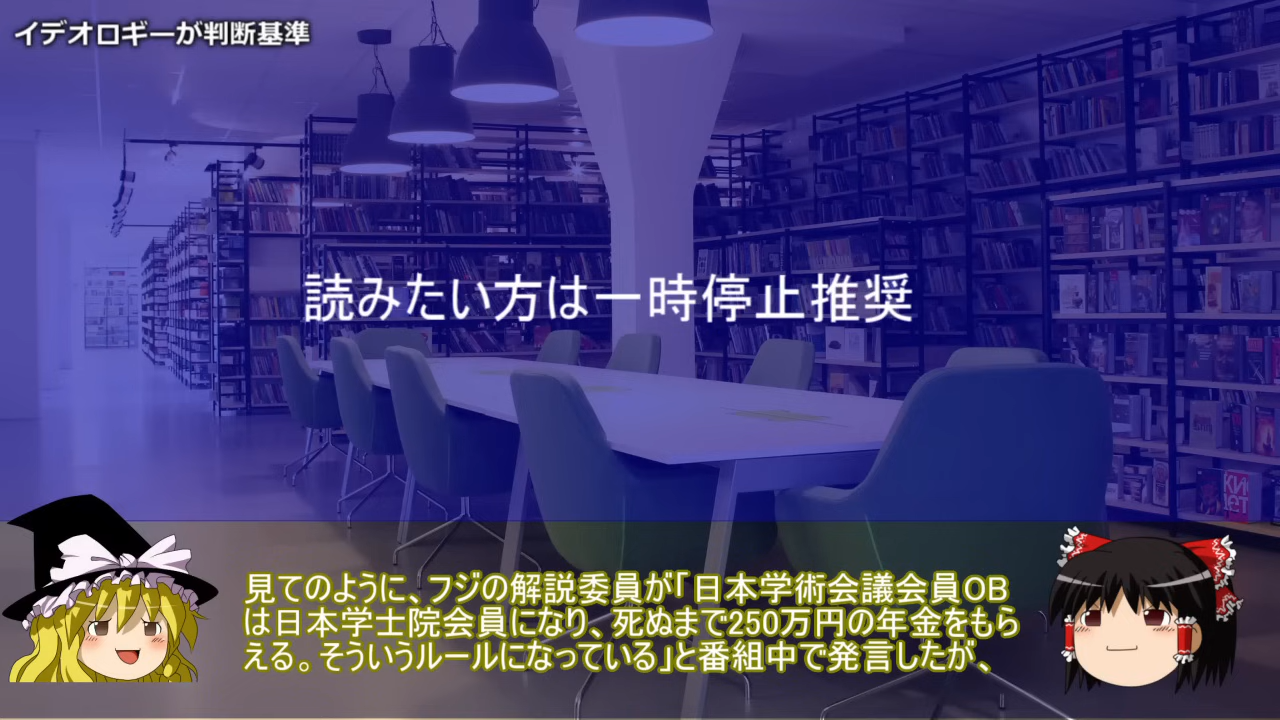 イデオロギーが判断基準
読みたい方は一時停止推奨
見てのように、フジの解説委員が｢日本学術会議会員OB
は日本学士院会員になり、死ぬまで250万円の年金をもら
える。そういうルールになっている｣と番組中で発言したが、